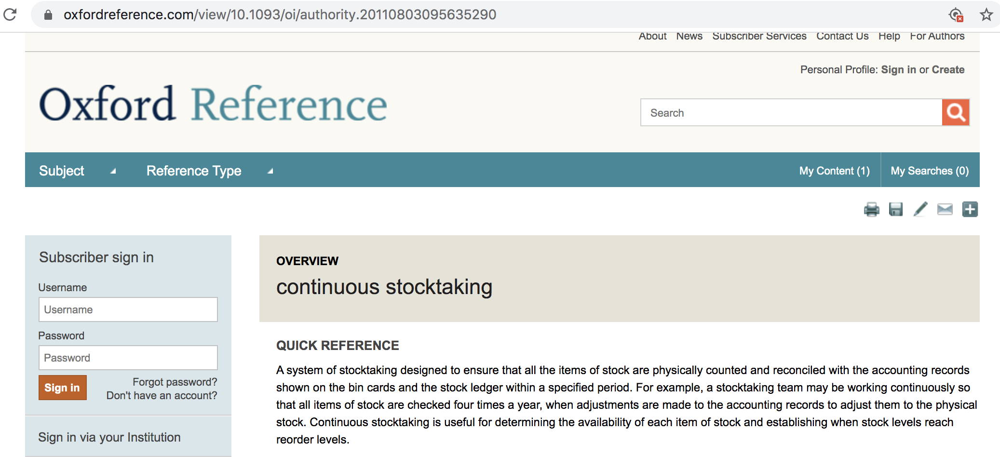 oxfordreference.com/view/10.1093/oi/authority.20110803095635290
About News Subscriber Services Contact Us Help For Authors
Personal Profile: Sign in or Create
Oxford Reference
Search
Subject Reference Type My Content (1) My Searches (0)
Subscriber sign in
Username
Username
Password
Password
Sign in
Forgot password?
Don't have an account?
Sign in via your Institution
OVERVIEW
continuous stocktaking
QUICK REFERENCE
A system of stocktaking designed to ensure that all the items of stock are physically counted and reconciled with the accounting records
shown on the bin cards and the stock ledger within a specified period. For example, a stocktaking team may be working continuously so
that all items of stock are checked four times a year, when adjustments are made to the accounting records to adjust them to the physical
stock. Continuous stocktaking is useful for determining the availability of each item of stock and establishing when stock levels reach
reorder levels.